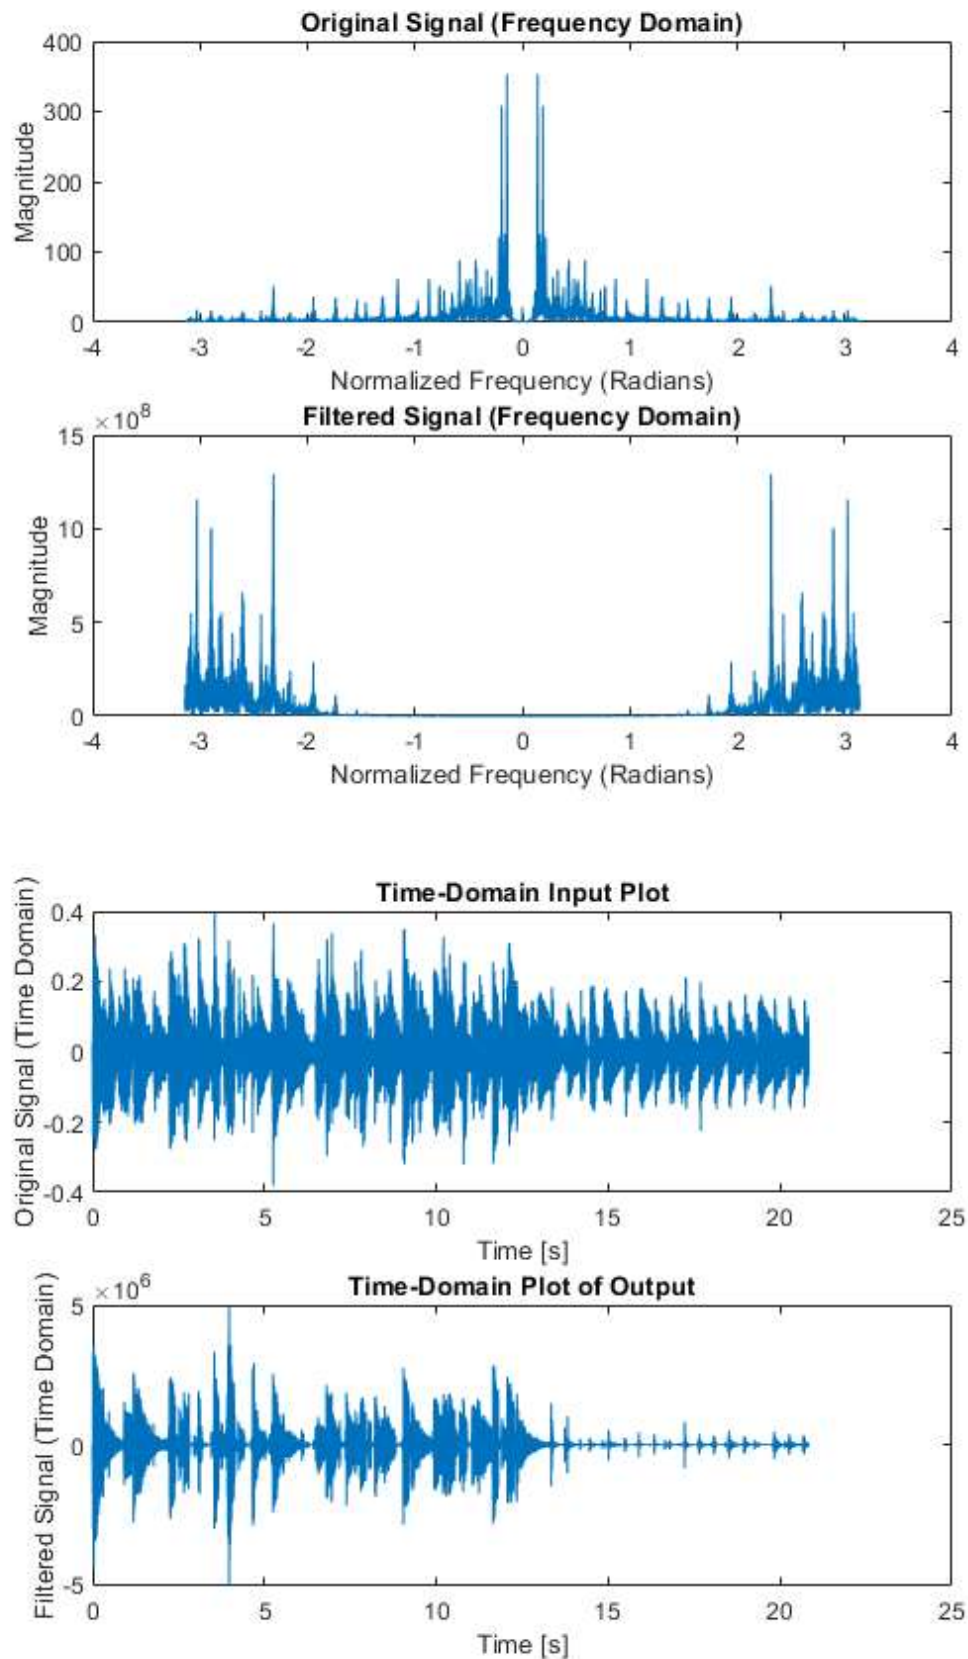 Original Signal (Frequency Domain)
400
300
200
100
0
Magnitude
-4 -3 -2 -1 0 1 2 3 4
Normalized Frequency (Radians)
×10^8
Filtered Signal (Frequency Domain)
15
10
5
0
Magnitude
-4 -3 -2 -1 0 1 2 3 4
Normalized Frequency (Radians)
Time-Domain Input Plot
0.4
0.2
0
-0.2
-0.4
Original Signal (Time Domain)
0 5 10 15 20 25
Time [s]
×10^6
Time-Domain Plot of Output
5
0
-5
Filtered Signal (Time Domain)
0 5 10 15 20 25
Time [s]